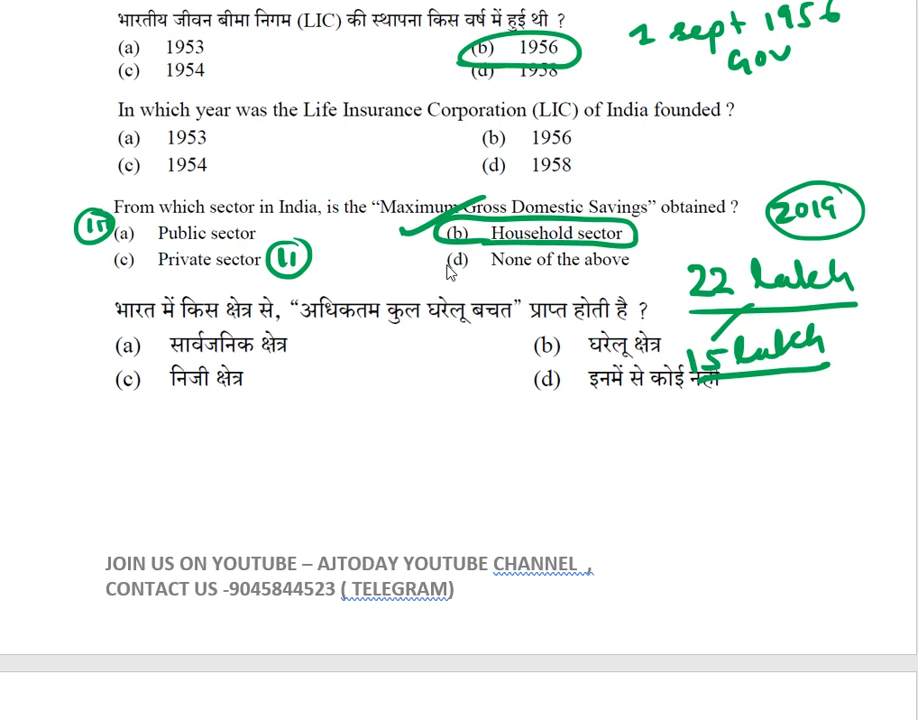 भारतीय जीवन बीमा निगम (LIC) की स्थापना किस वर्ष में हुई थी ?
1 sept 1956
Gov
(a) 1953 (b) 1956
(c) 1954 (d) 1958
In which year was the Life Insurance Corporation (LIC) of India founded ?
(a) 1953 (b) 1956
(c) 1954 (d) 1958
From which sector in India, is the “Maximum Gross Domestic Savings” obtained ? 2019
(a) Public sector (b) Household sector
(c) Private sector (d) None of the above
22 Lakh
भारत में किस क्षेत्र से, “अधिकतम कुल घरेलू बचत” प्राप्त होती है ?
(a) सार्वजनिक क्षेत्र (b) घरेलू क्षेत्र
15 Lakh
(c) निजी क्षेत्र (d) इनमें से कोई नहीं
JOIN US ON YOUTUBE – AJTODAY YOUTUBE CHANNEL ,
CONTACT US -9045844523 ( TELEGRAM)